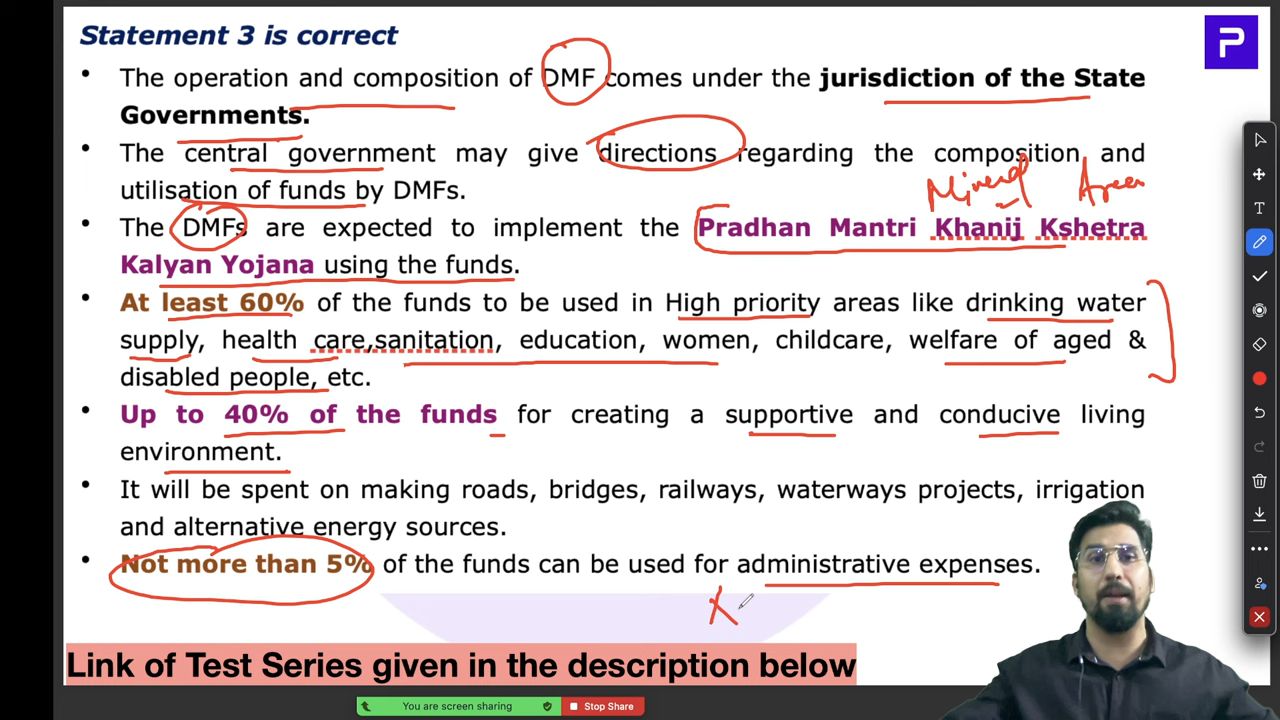 Statement 3 is correct
P
• The operation and composition of DMF comes under the jurisdiction of the State
Governments.
• The central government may give directions regarding the composition and
utilisation of funds by DMFs.
Mineral Area
• The DMFs are expected to implement the Pradhan Mantri Khanij Kshetra
Kalyan Yojana using the funds.
• At least 60% of the funds to be used in High priority areas like drinking water
supply, health care,sanitation, education, women, childcare, welfare of aged &
disabled people, etc.
• Up to 40% of the funds for creating a supportive and conducive living
environment.
• It will be spent on making roads, bridges, railways, waterways projects, irrigation
and alternative energy sources.
• Not more than 5% of the funds can be used for administrative expenses.
Link of Test Series given in the description below
You are screen sharing
Stop Share
T